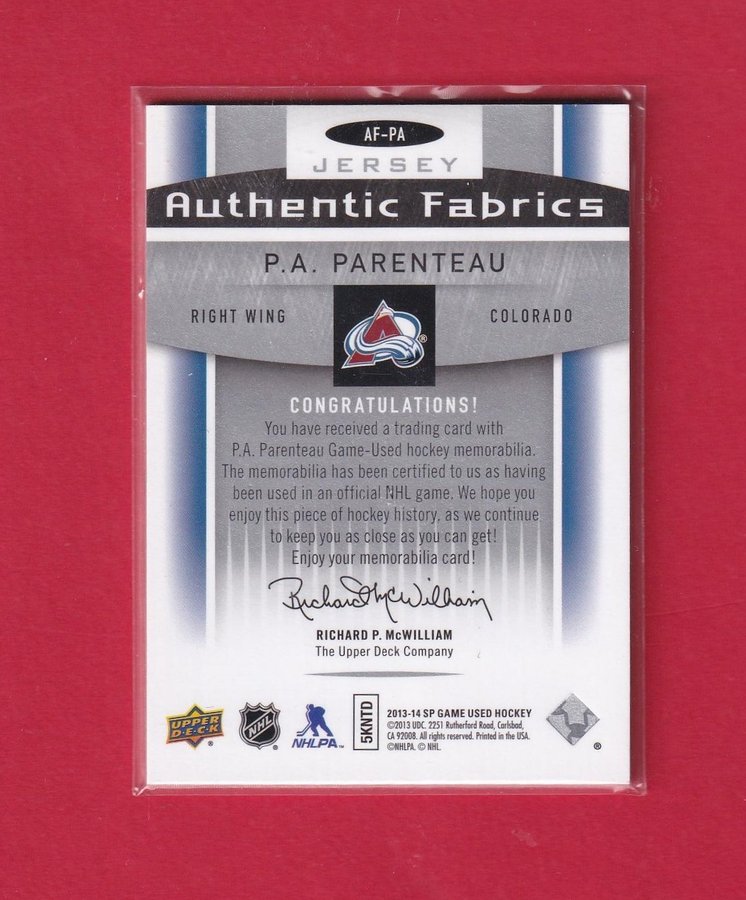 AF-PA
JERSEY
Authentic Fabrics
P.A. PARENTEAU
RIGHT WING
COLORADO
®
CONGRATULATIONS!
You have received a trading card with
P.A. Parenteau Game-Used hockey memorabilia.
The memorabilia has been certified to us as having
been used in an official NHL game. We hope you
enjoy this piece of hockey history, as we continue
to keep you as close as you can get!
Enjoy your memorabilia card!
Richard McWilliam
RICHARD P. McWILLIAM
The Upper Deck Company
UPPER
D·E·C·K
®
NHL
NHLPA
5KNTD
2013-14 SP GAME USED HOCKEY
©2013 UDC. 2251 Rutherford Road, Carlsbad,
CA 92008. All rights reserved. Printed in the USA.
©NHLPA. © NHL.
®